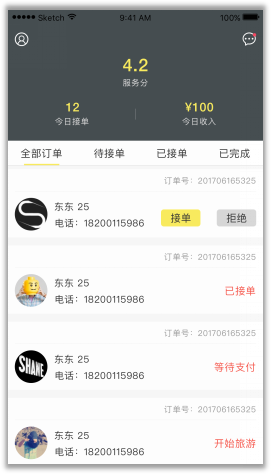 Sketch 9:41 AM 100%
4.2
服务分
12 ¥100
今日接单 今日收入
全部订单 待接单 已接单 已完成
订单号：201706165325
东东 25
电话：18200115986 接单 拒绝
订单号：201706165325
东东 25
电话：18200115986 已接单
订单号：201706165325
SHANE
东东 25
电话：18200115986 等待支付
订单号：201706165325
东东 25
电话：18200115986 开始旅游